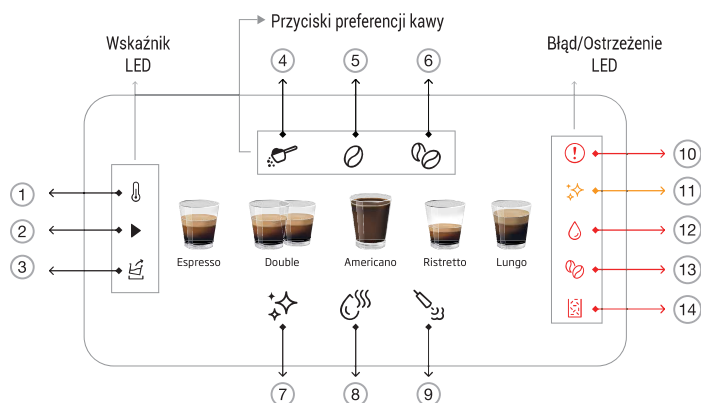 Przyciski preferencji kawy
Wskaźnik
LED
Błąd/Ostrzeżenie
LED
4
5
6
1
2
3
10
11
12
13
14
Espresso
Double
Americano
Ristretto
Lungo
7
8
9